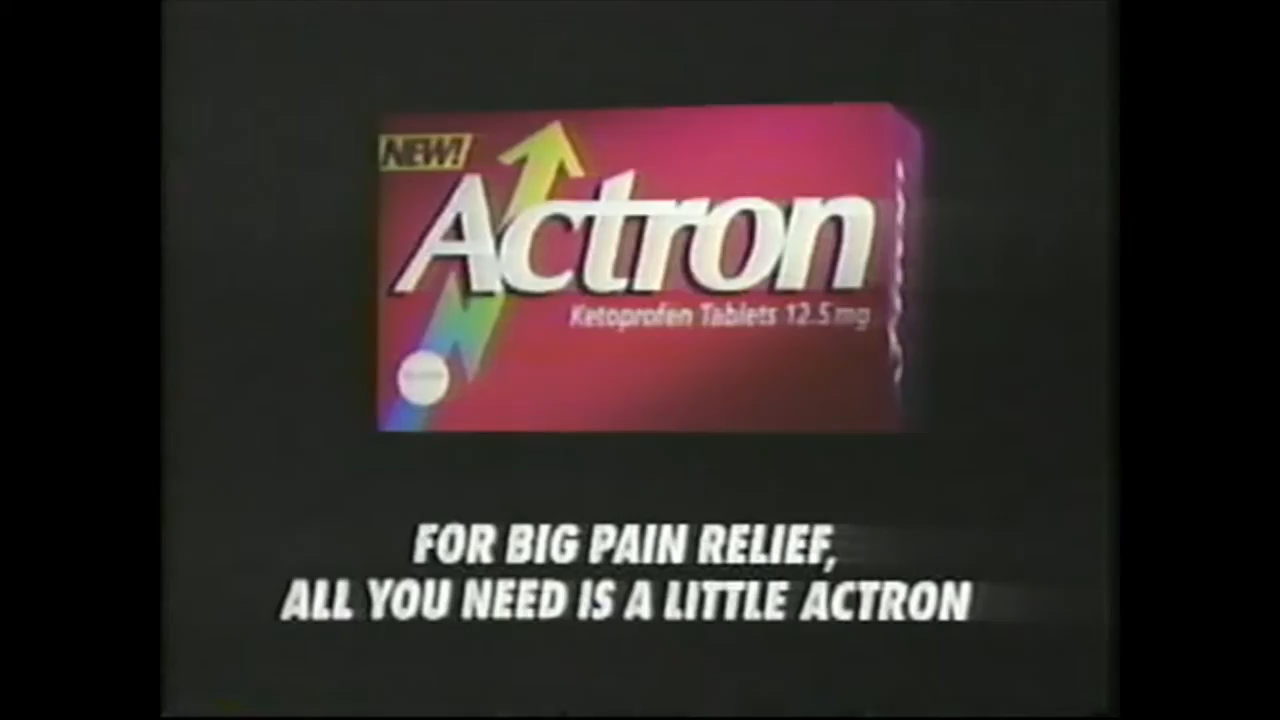 NEW!
Actron
Ketoprofen Tablets 12.5 mg
FOR BIG PAIN RELIEF,
ALL YOU NEED IS A LITTLE ACTRON